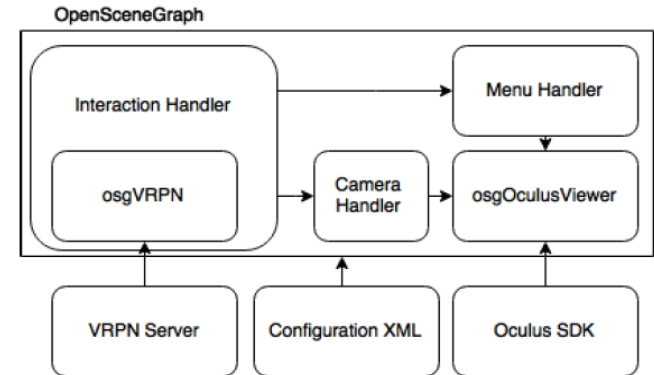 OpenSceneGraph
Interaction Handler
Menu Handler
osgVRPN
Camera
Handler
osgOculusViewer
VRPN Server
Configuration XML
Oculus SDK